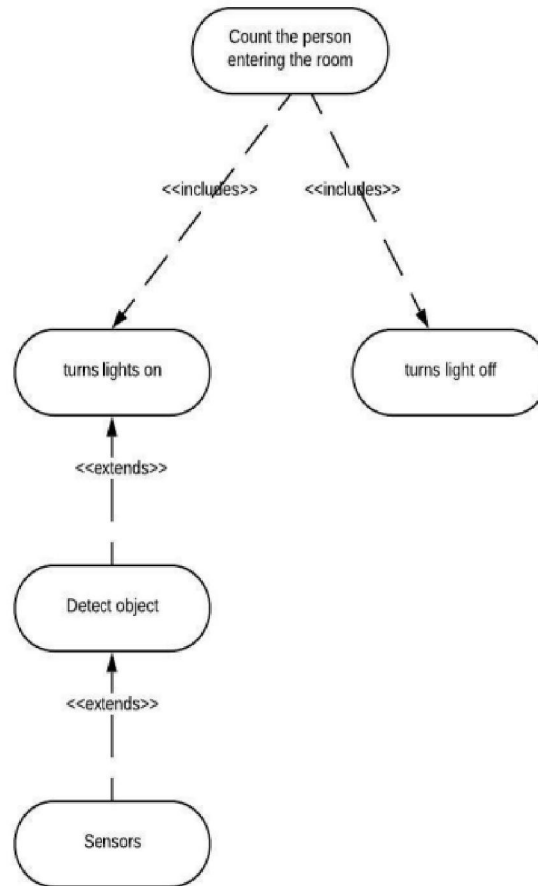 Count the person
entering the room
<<includes>>
<<includes>>
turns lights on
turns light off
<<extends>>
Detect object
<<extends>>
Sensors